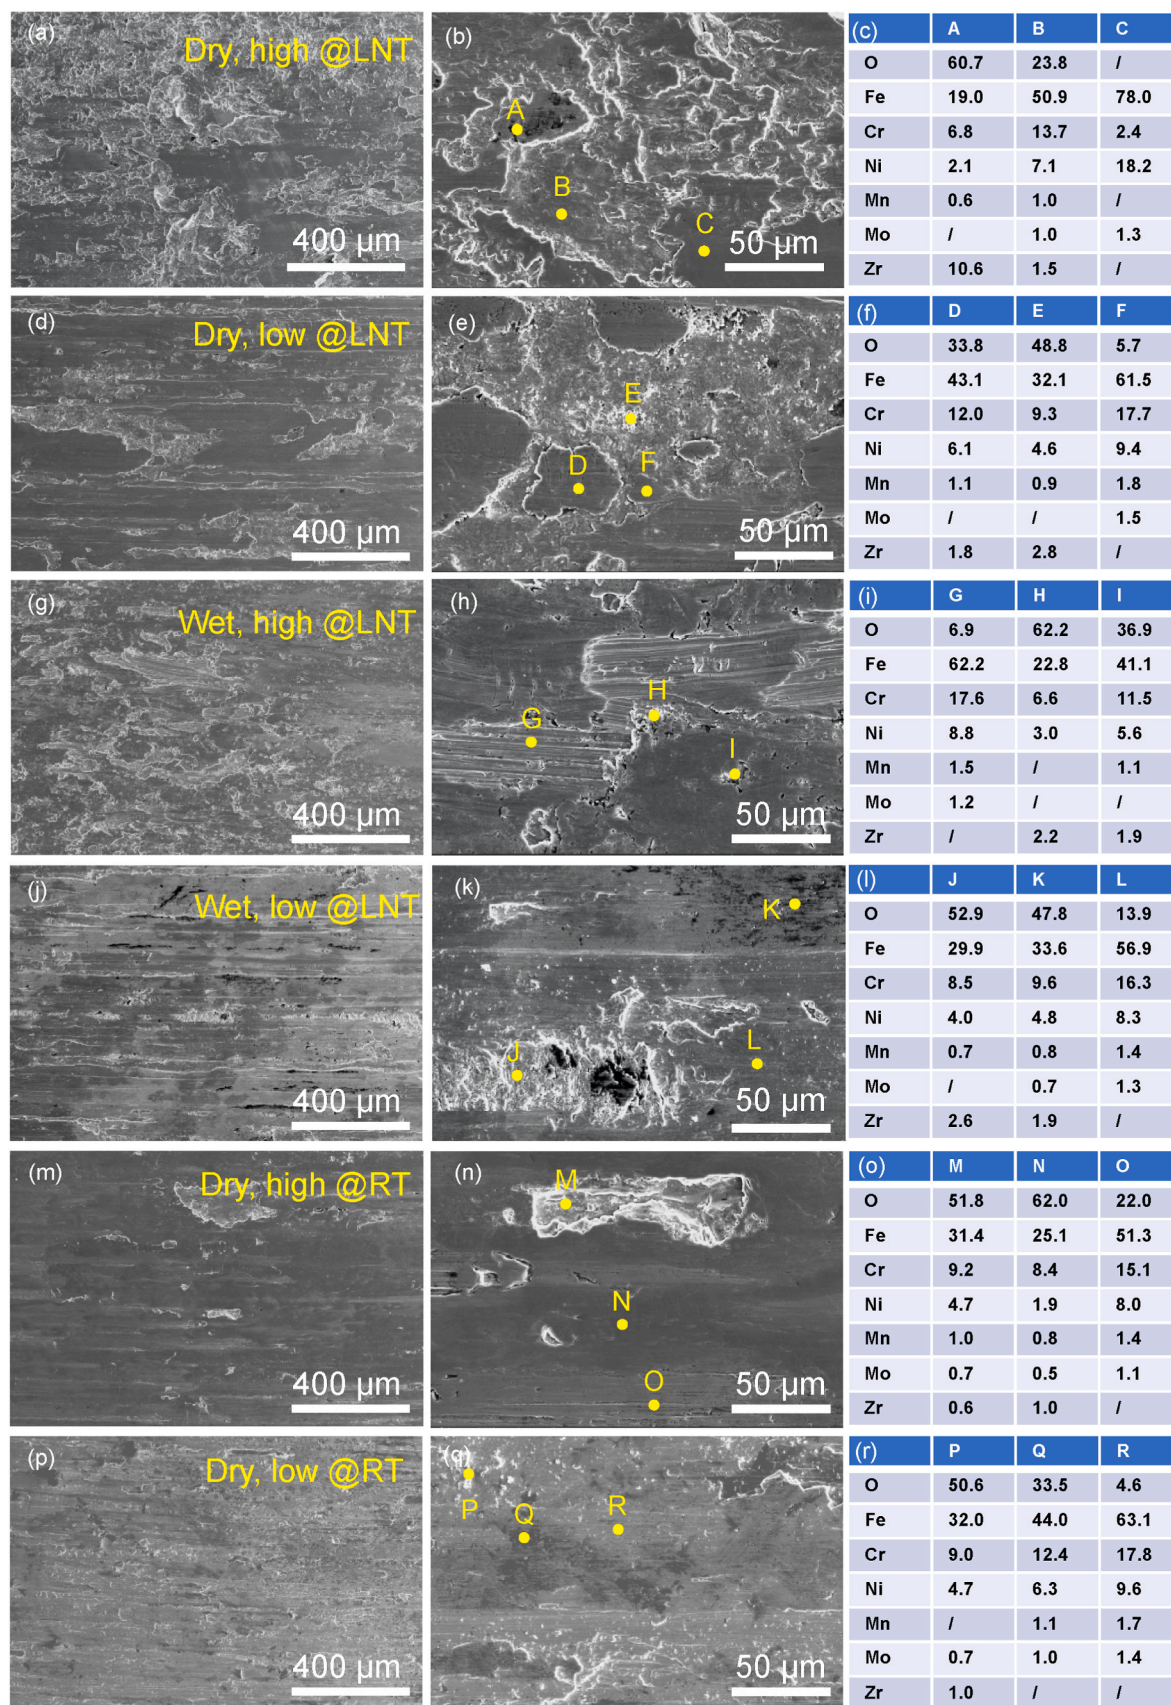 (a) Dry, high @LNT
400 μm
(b)
A
B
C
50 μm
(c) A B C
O 60.7 23.8 /
Fe 19.0 50.9 78.0
Cr 6.8 13.7 2.4
Ni 2.1 7.1 18.2
Mn 0.6 1.0 /
Mo / 1.0 1.3
Zr 10.6 1.5 /
(d) Dry, low @LNT
400 μm
(e)
E
D F
50 μm
(f) D E F
O 33.8 48.8 5.7
Fe 43.1 32.1 61.5
Cr 12.0 9.3 17.7
Ni 6.1 4.6 9.4
Mn 1.1 0.9 1.8
Mo / / 1.5
Zr 1.8 2.8 /
(g) Wet, high @LNT
400 μm
(h)
H
G
I
50 μm
(i) G H I
O 6.9 62.2 36.9
Fe 62.2 22.8 41.1
Cr 17.6 6.6 11.5
Ni 8.8 3.0 5.6
Mn 1.5 / 1.1
Mo 1.2 / /
Zr / 2.2 1.9
(j) Wet, low @LNT
400 μm
(k)
K
J L
50 μm
(l) J K L
O 52.9 47.8 13.9
Fe 29.9 33.6 56.9
Cr 8.5 9.6 16.3
Ni 4.0 4.8 8.3
Mn 0.7 0.8 1.4
Mo / 0.7 1.3
Zr 2.6 1.9 /
(m) Dry, high @RT
400 μm
(n)
M
N
O
50 μm
(o) M N O
O 51.8 62.0 22.0
Fe 31.4 25.1 51.3
Cr 9.2 8.4 15.1
Ni 4.7 1.9 8.0
Mn 1.0 0.8 1.4
Mo 0.7 0.5 1.1
Zr 0.6 1.0 /
(p) Dry, low @RT
400 μm
(q)
P Q R
50 μm
(r) P Q R
O 50.6 33.5 4.6
Fe 32.0 44.0 63.1
Cr 9.0 12.4 17.8
Ni 4.7 6.3 9.6
Mn / 1.1 1.7
Mo 0.7 1.0 1.4
Zr 1.0 / /